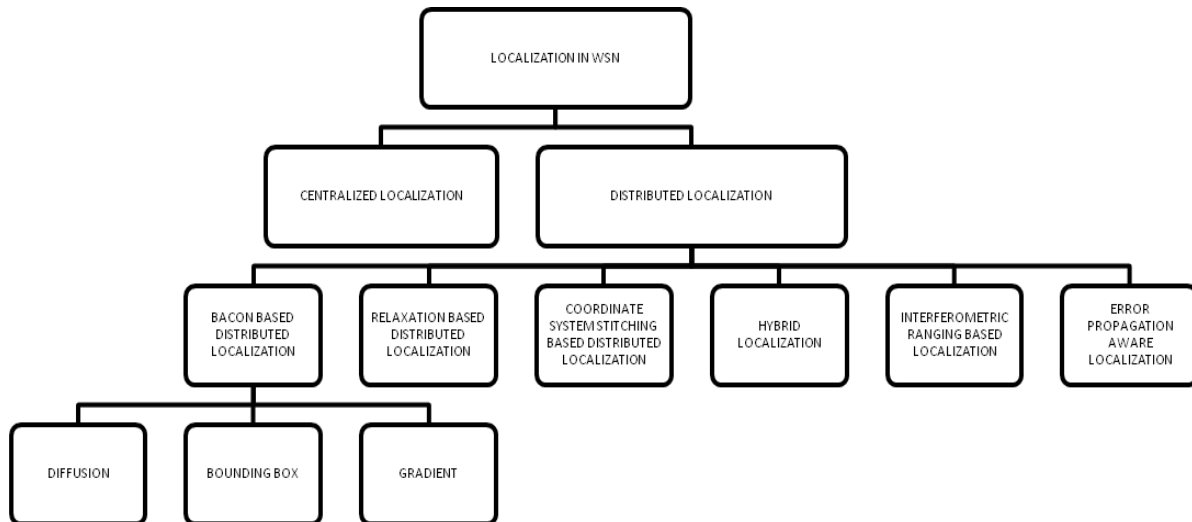 LOCALIZATION IN WSN
CENTRALIZED LOCALIZATION
DISTRIBUTED LOCALIZATION
BACON BASED
DISTRIBUTED
LOCALIZATION
RELAXATION BASED
DISTRIBUTED
LOCALIZATION
COORDINATE
SYSTEM STITCHING
BASED DISTRIBUTED
LOCALIZATION
HYBRID
LOCALIZATION
INTERFEROMETRIC
RANGING BASED
LOCALIZATION
ERROR
PROPAGATION
AWARE
LOCALIZATION
DIFFUSION
BOUNDING BOX
GRADIENT